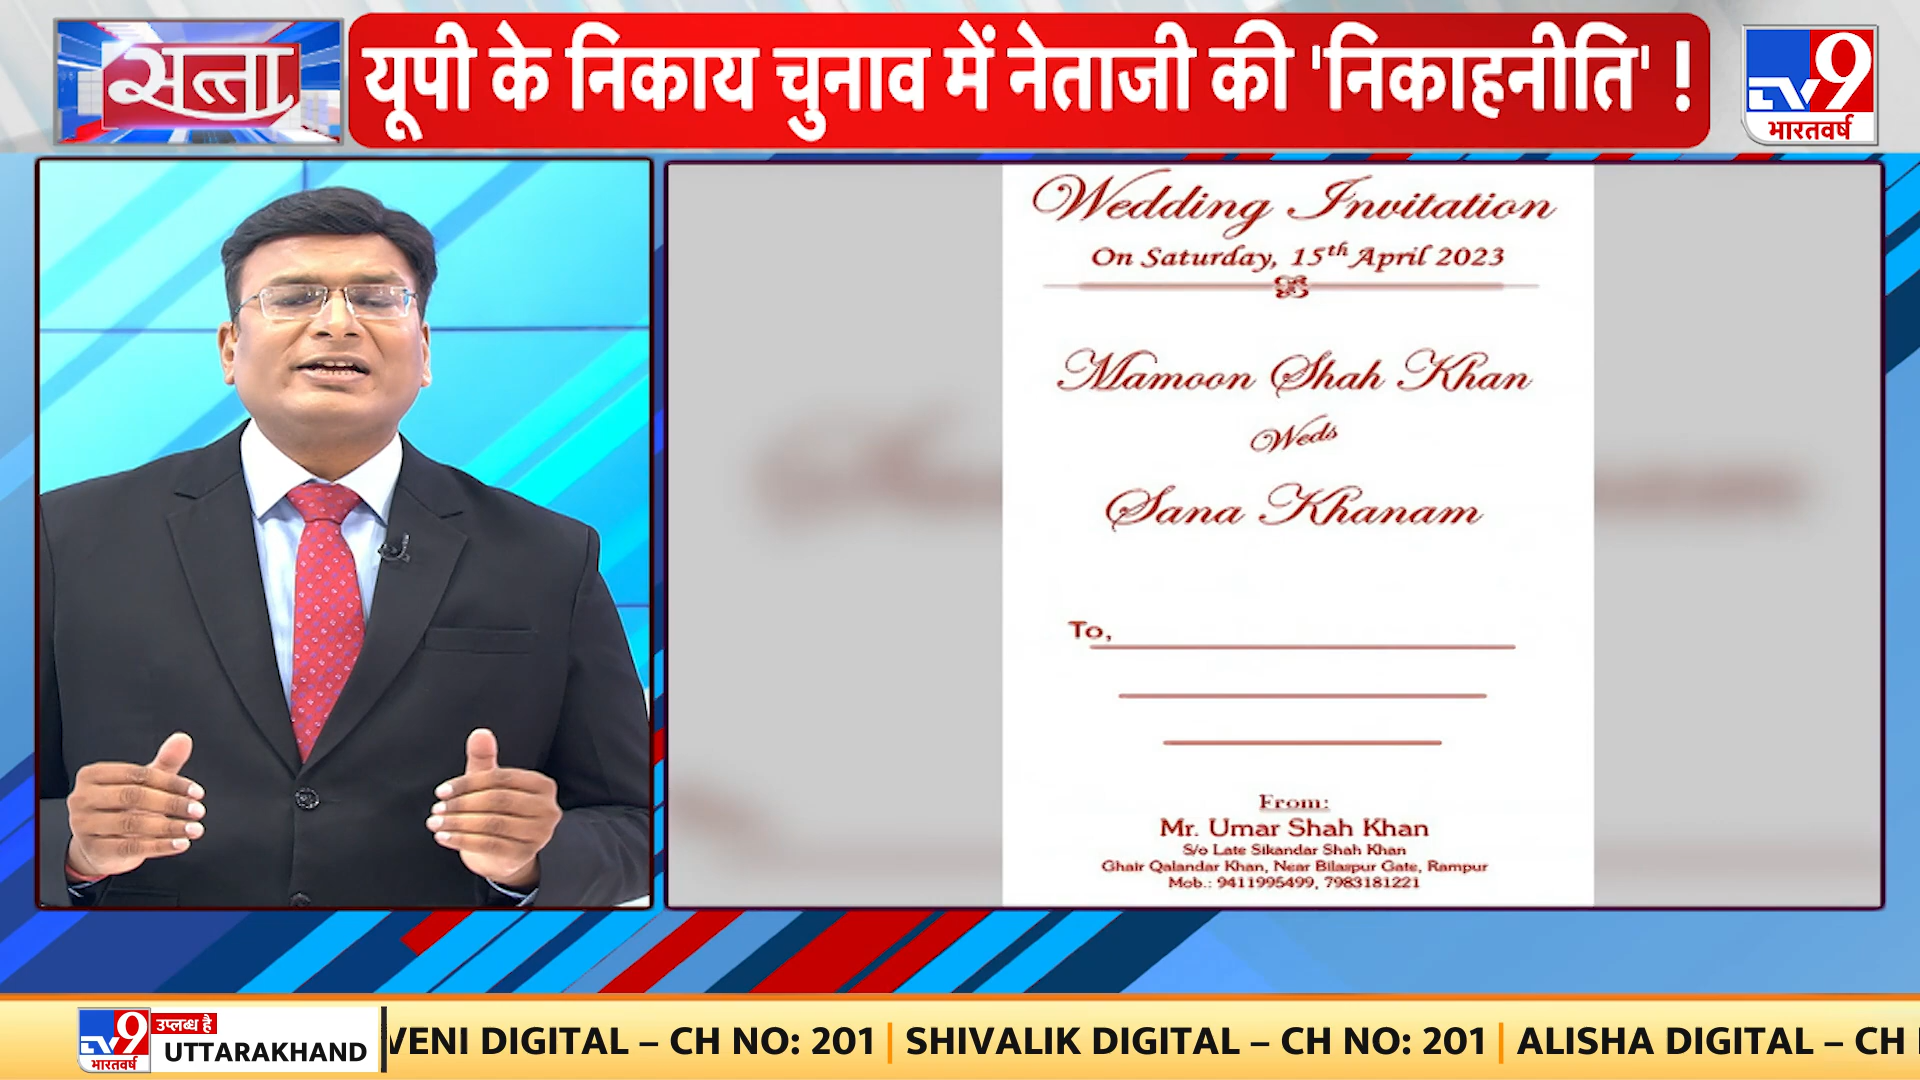 सत्ता
यूपी के निकाय चुनाव में नेताजी की 'निकाहनीति' !
TV9
भारतवर्ष
Wedding Invitation
On Saturday, 15th April 2023
Mamoon Shah Khan
Weds
Sana Khanam
To,
From:
Mr. Umar Shah Khan
S/o Late Sikandar Shah Khan
Ghair Qalandar Khan, Near Bilaspur Gate, Rampur
Mob.: 9411995499, 7983181221
TV9
भारतवर्ष
उप्लब्ध है
UTTARAKHAND
VENI DIGITAL – CH NO: 201 | SHIVALIK DIGITAL – CH NO: 201 | ALISHA DIGITAL – CH